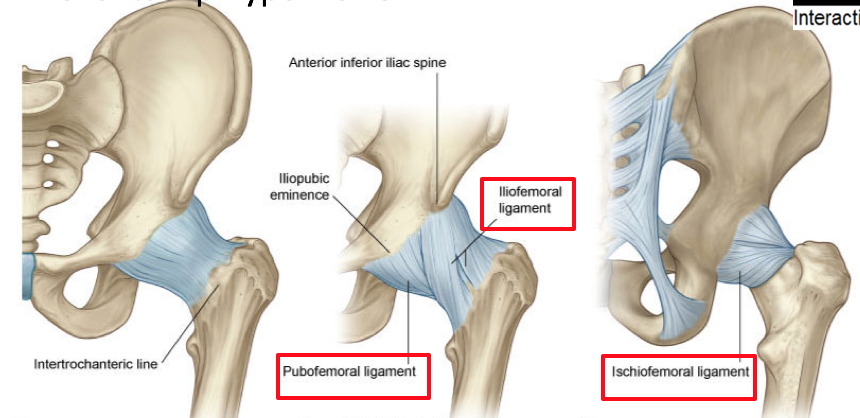 Interacti
Anterior inferior iliac spine
Iliopubic
eminence
Iliofemoral
ligament
Intertrochanteric line
Pubofemoral ligament
Ischiofemoral ligament